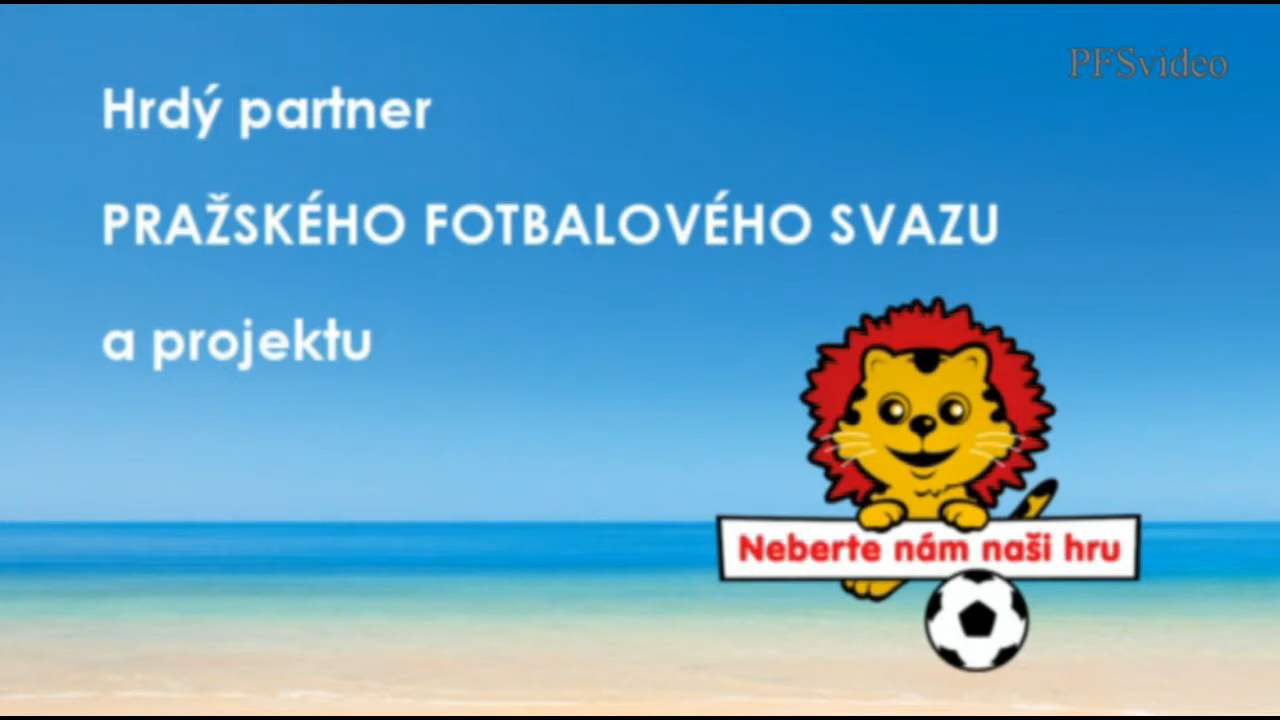 PFSvideo
Hrdý partner
PRAŽSKÉHO FOTBALOVÉHO SVAZU
a projektu
Neberte nám naši hru